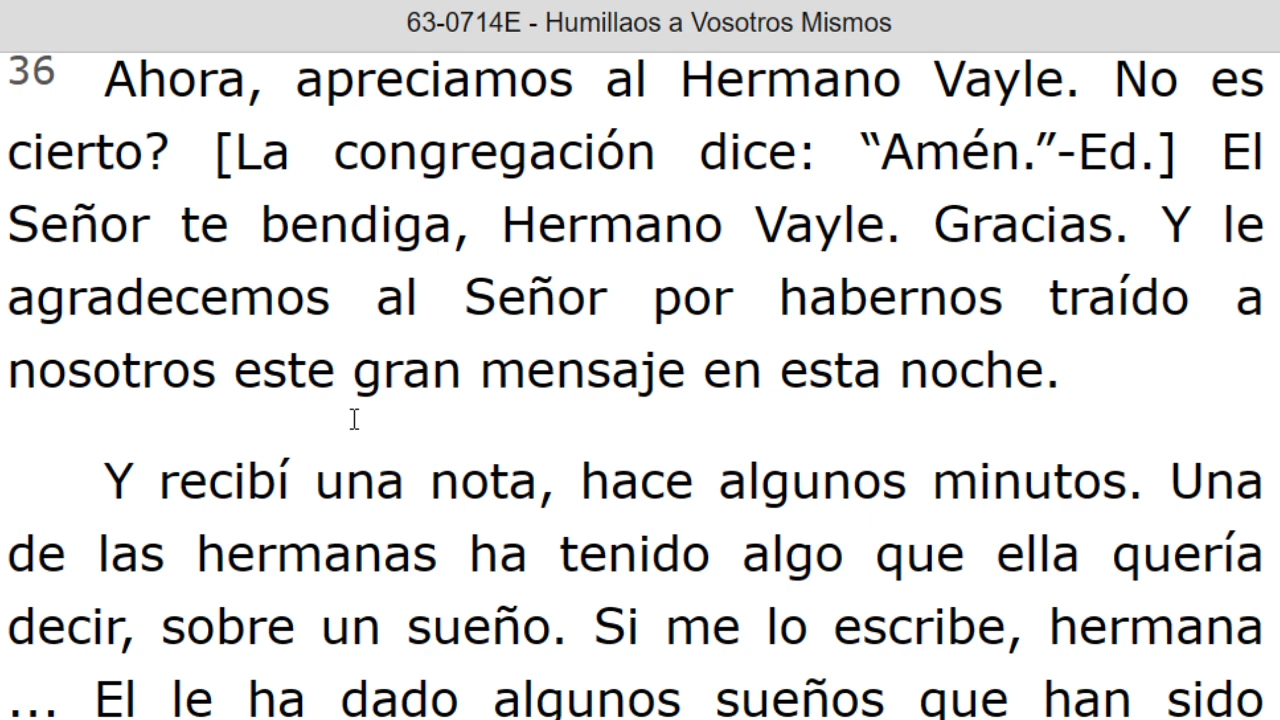 63-0714E - Humillaos a Vosotros Mismos
36 Ahora, apreciamos al Hermano Vayle. No es
cierto? [La congregación dice: “Amén.”-Ed.] El
Señor te bendiga, Hermano Vayle. Gracias. Y le
agradecemos al Señor por habernos traído a
nosotros este gran mensaje en esta noche.
Y recibí una nota, hace algunos minutos. Una
de las hermanas ha tenido algo que ella quería
decir, sobre un sueño. Si me lo escribe, hermana
... El le ha dado algunos sueños que han sido